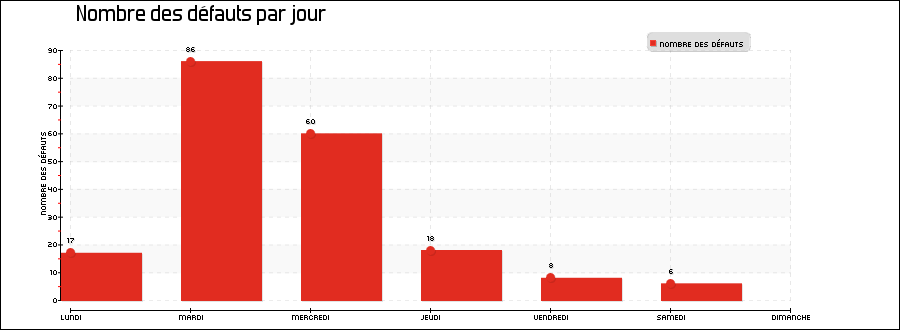 Nombre des défauts par jour
NOMBRE DES DÉFAUTS
NOMBRE DES DÉFAUTS
90
80
70
60
50
40
30
20
10
0
17
86
60
18
8
6
LUNDI
MARDI
MERCREDI
JEUDI
VENDREDI
SAMEDI
DIMANCHE